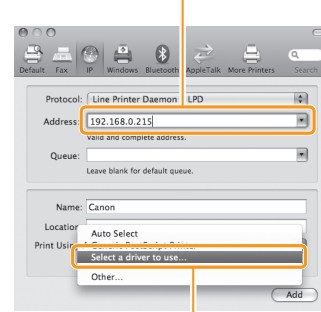 Default Fax IP Windows Bluetooth AppleTalk More Printers Search
Protocol: Line Printer Daemon - LPD
Address: 192.168.0.215
Valid and complete address.
Queue:
Leave blank for default queue.
Name: Canon
Location:
Auto Select
Print Using:
Select a driver to use...
Other...
Add